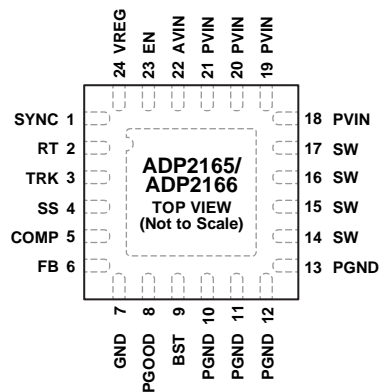 24 VREG
23 EN
22 AVIN
21 PVIN
20 PVIN
19 PVIN
SYNC 1
RT 2
TRK 3
SS 4
COMP 5
FB 6
ADP2165/
ADP2166
TOP VIEW
(Not to Scale)
18 PVIN
17 SW
16 SW
15 SW
14 SW
13 PGND
GND 7
PGOOD 8
BST 9
PGND 10
PGND 11
PGND 12